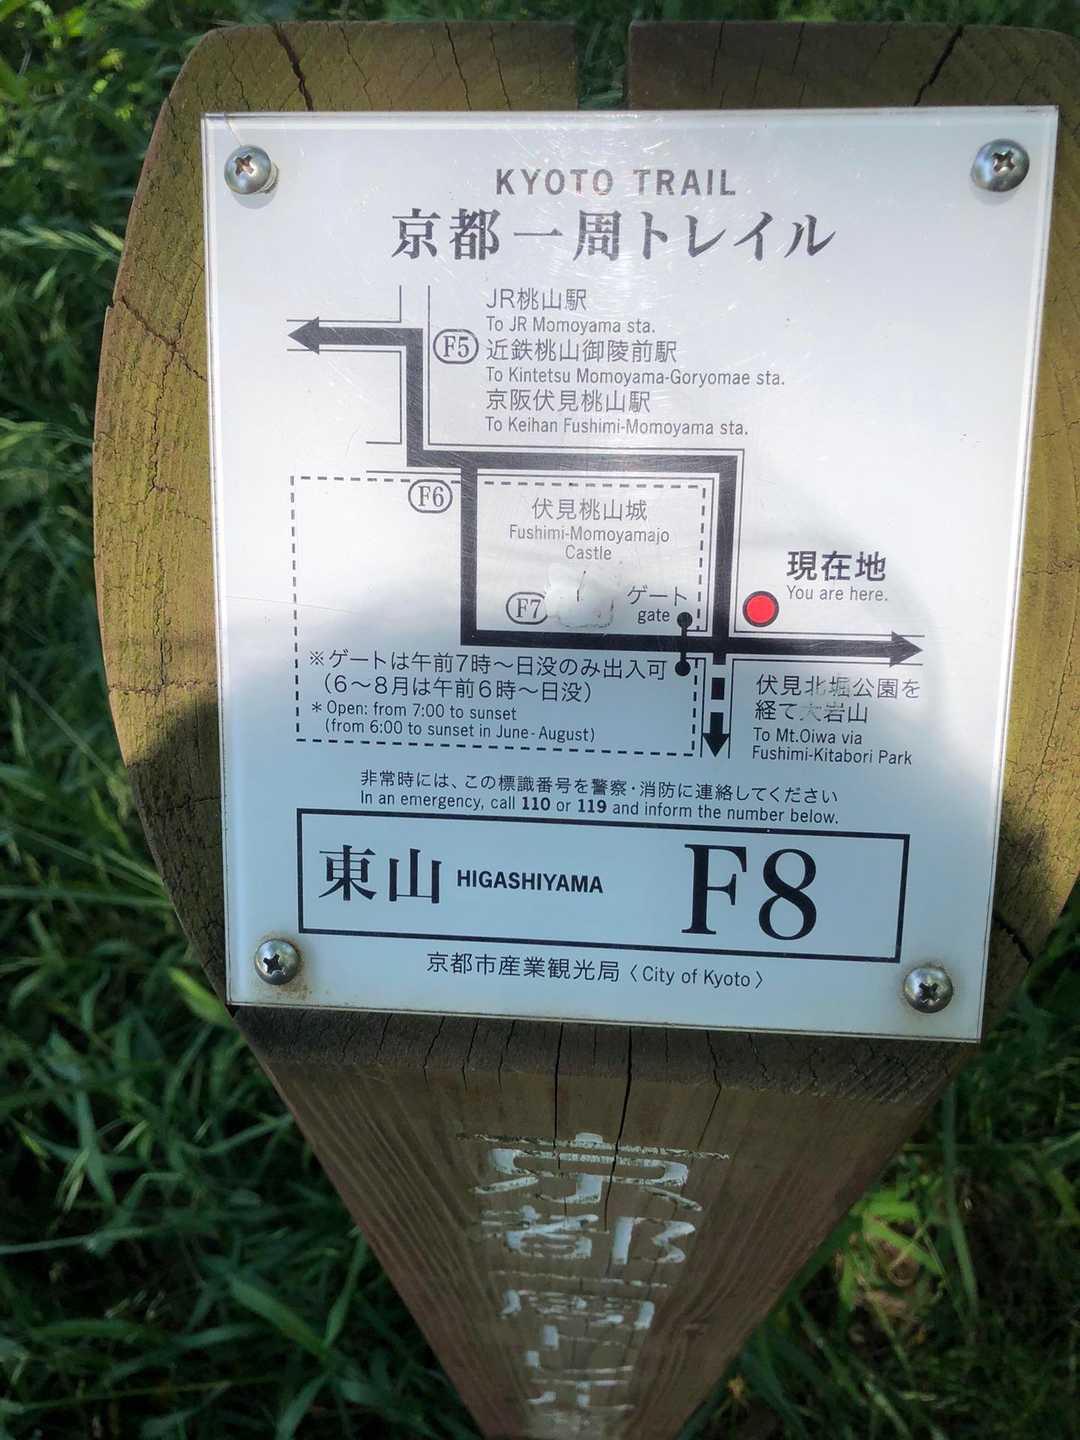 KYOTO TRAIL
京都一周トレイル
JR桃山駅
To JR Momoyama sta.
F5
近鉄桃山御陵前駅
To Kintetsu Momoyama-Goryomae sta.
京阪伏見桃山駅
To Keihan Fushimi-Momoyama sta.
F6
伏見桃山城
Fushimi-Momoyamajo
Castle
現在地
You are here.
F7
ゲート
gate
※ゲートは午前7時〜日没のみ出入可
（6〜8月は午前6時〜日没）
* Open: from 7:00 to sunset
(from 6:00 to sunset in June-August)
伏見北堀公園を
経て大岩山
To Mt.Oiwa via
Fushimi-Kitabori Park
非常時には、この標識番号を警察・消防に連絡してください
In an emergency, call 110 or 119 and inform the number below.
東山 HIGASHIYAMA F8
京都市産業観光局〈City of Kyoto〉